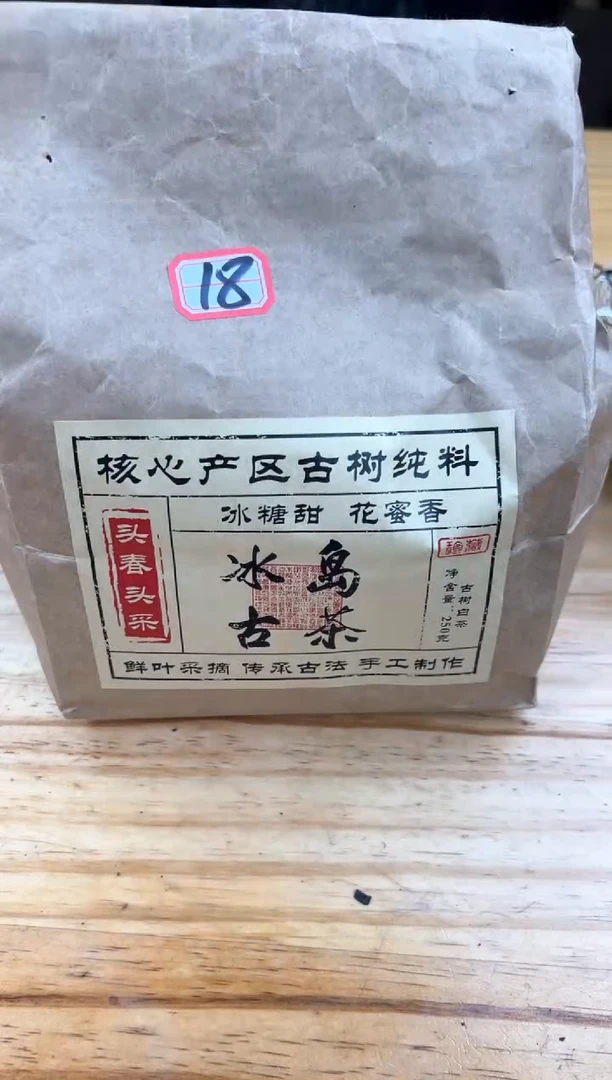 18
核心产区古树纯料
冰糖甜 花蜜香
头春头采
冰岛
古茶
古树白茶
净含量:250克
鲜叶采摘 传承古法 手工制作